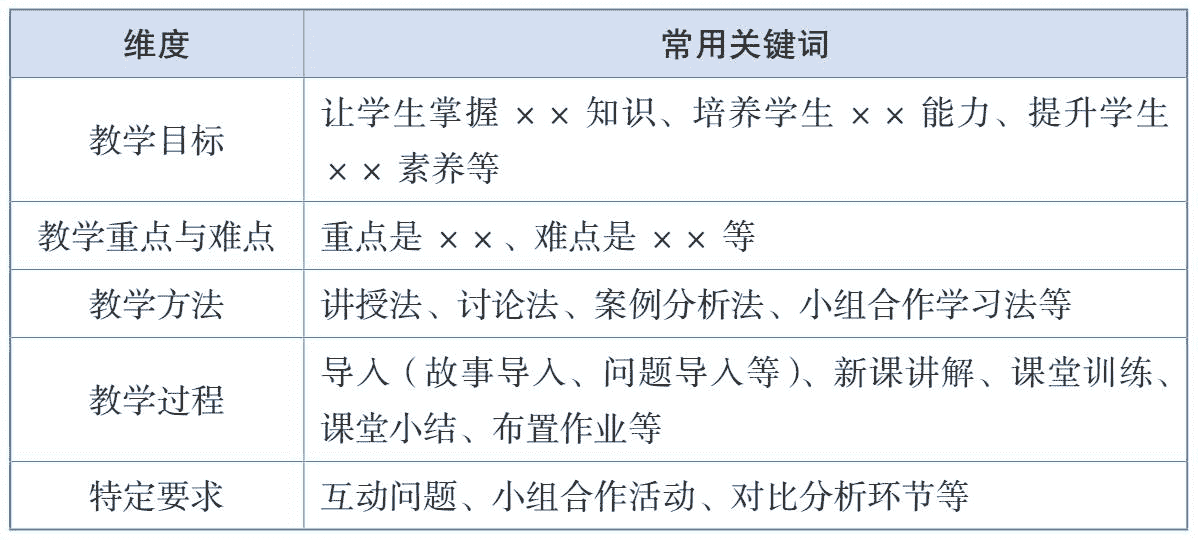 维度
常用关键词
教学目标
让学生掌握 × × 知识、培养学生 × × 能力、提升学生
× × 素养等
教学重点与难点
重点是 × × 、难点是 × × 等
教学方法
讲授法、讨论法、案例分析法、小组合作学习法等
教学过程
导入（故事导入、问题导入等）、新课讲解、课堂训练、
课堂小结、布置作业等
特定要求
互动问题、小组合作活动、对比分析环节等